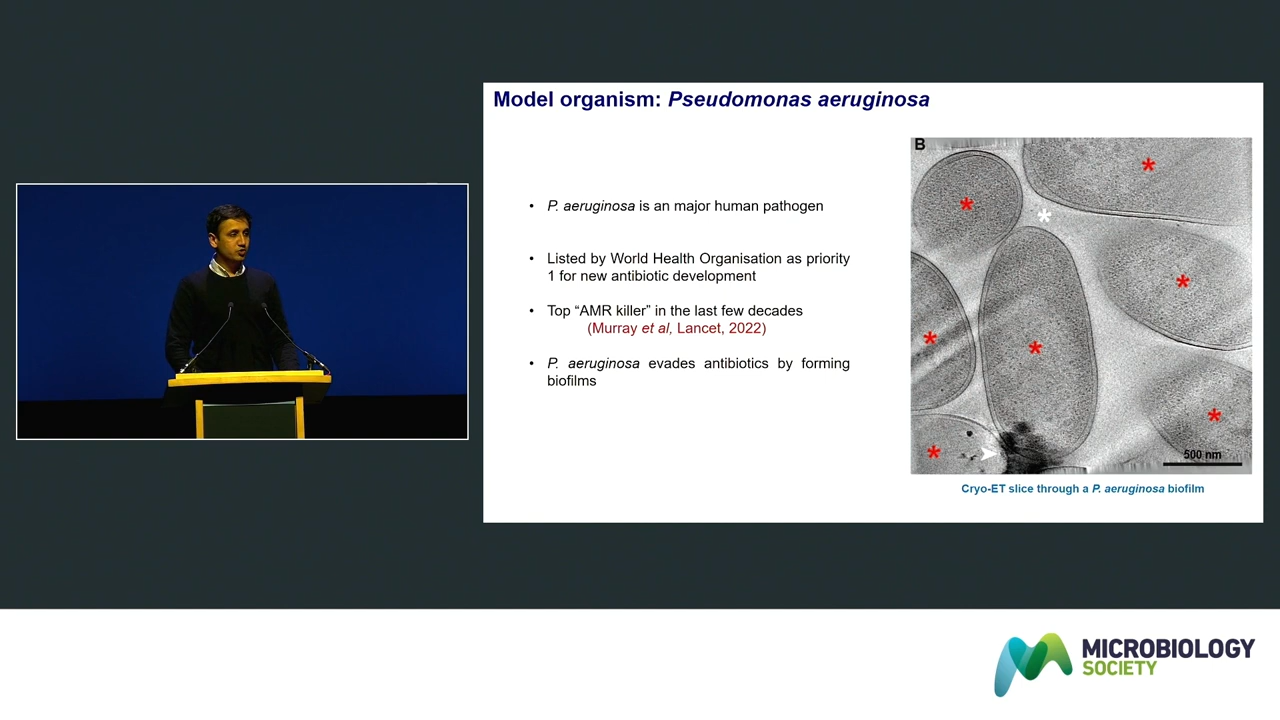 Model organism: Pseudomonas aeruginosa
• P. aeruginosa is an major human pathogen
• Listed by World Health Organisation as priority
1 for new antibiotic development
• Top “AMR killer” in the last few decades
(Murray et al, Lancet, 2022)
• P. aeruginosa evades antibiotics by forming
biofilms
B
500 nm
Cryo-ET slice through a P. aeruginosa biofilm
MICROBIOLOGY
SOCIETY